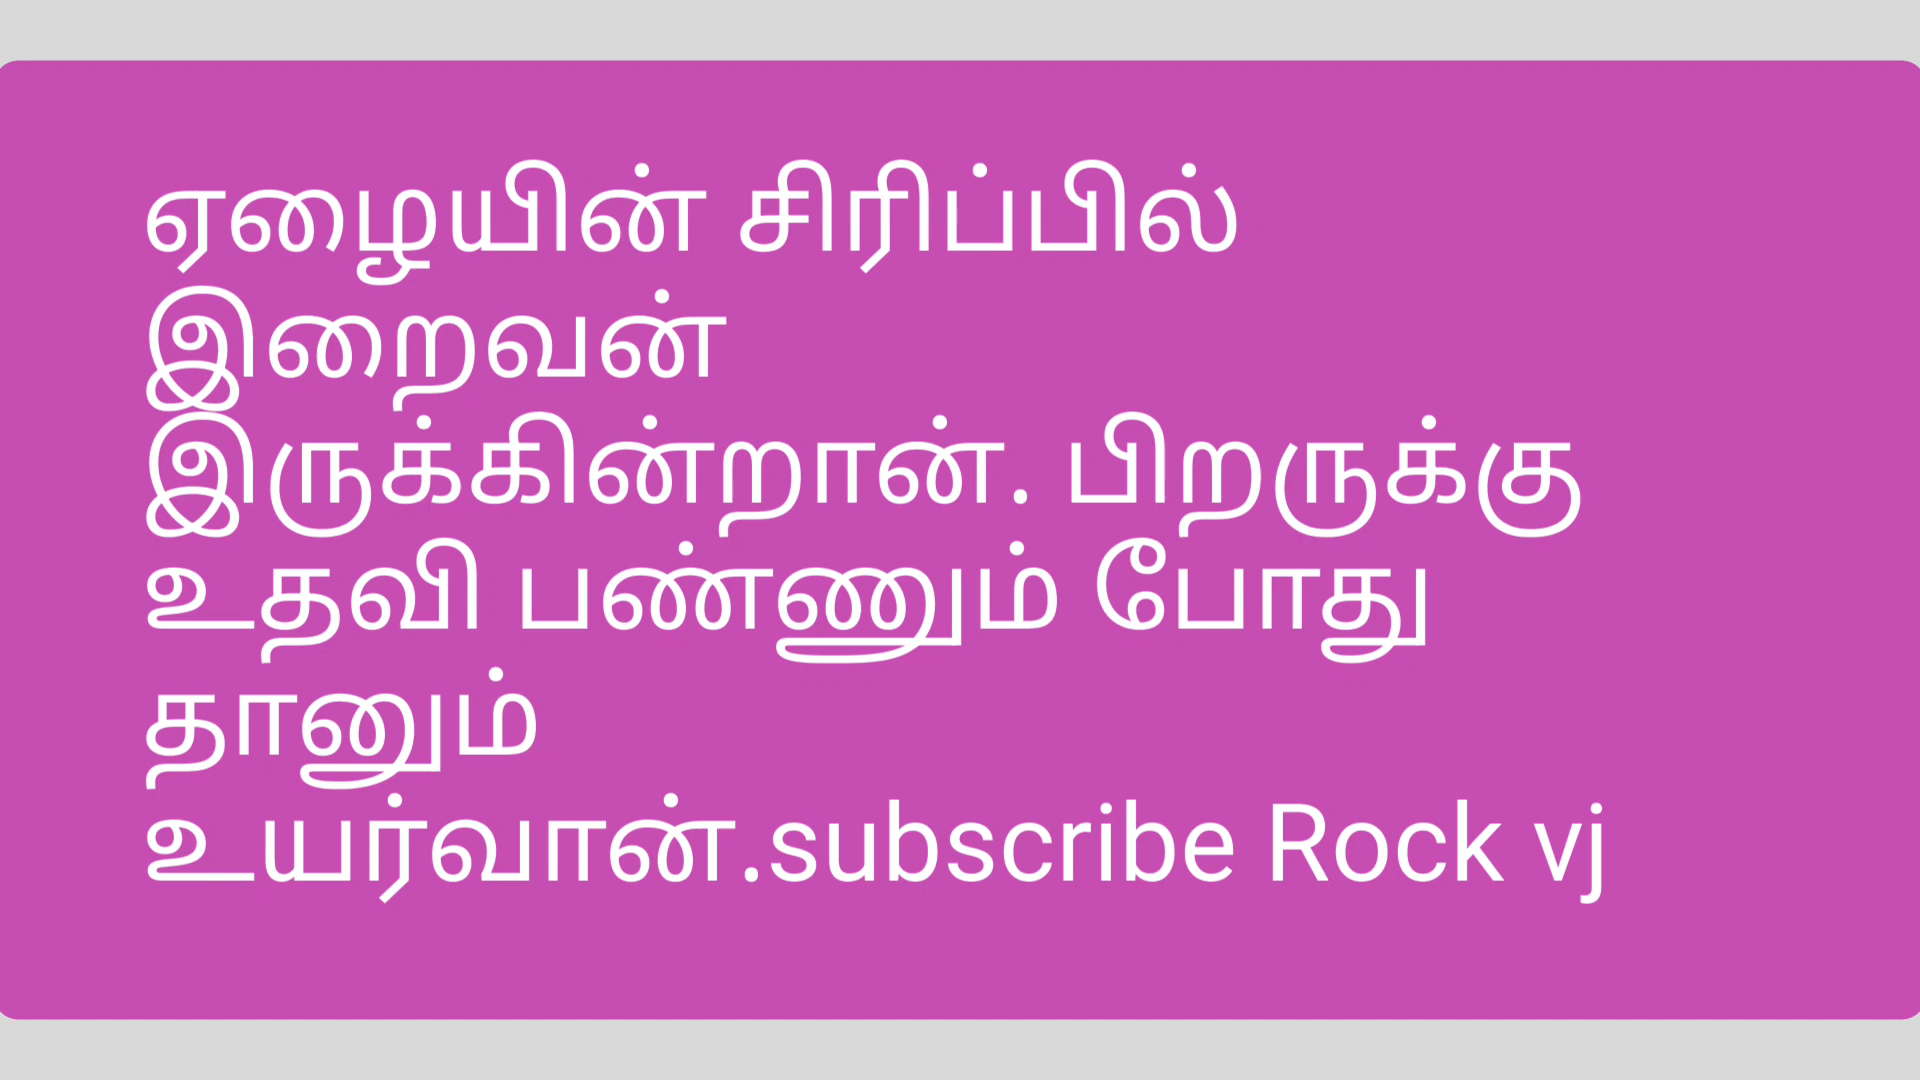 ஏழையின் சிரிப்பில்
இறைவன்
இருக்கின்றான். பிறருக்கு
உதவி பண்ணும் போது
தானும்
உயர்வான்.subscribe Rock vj